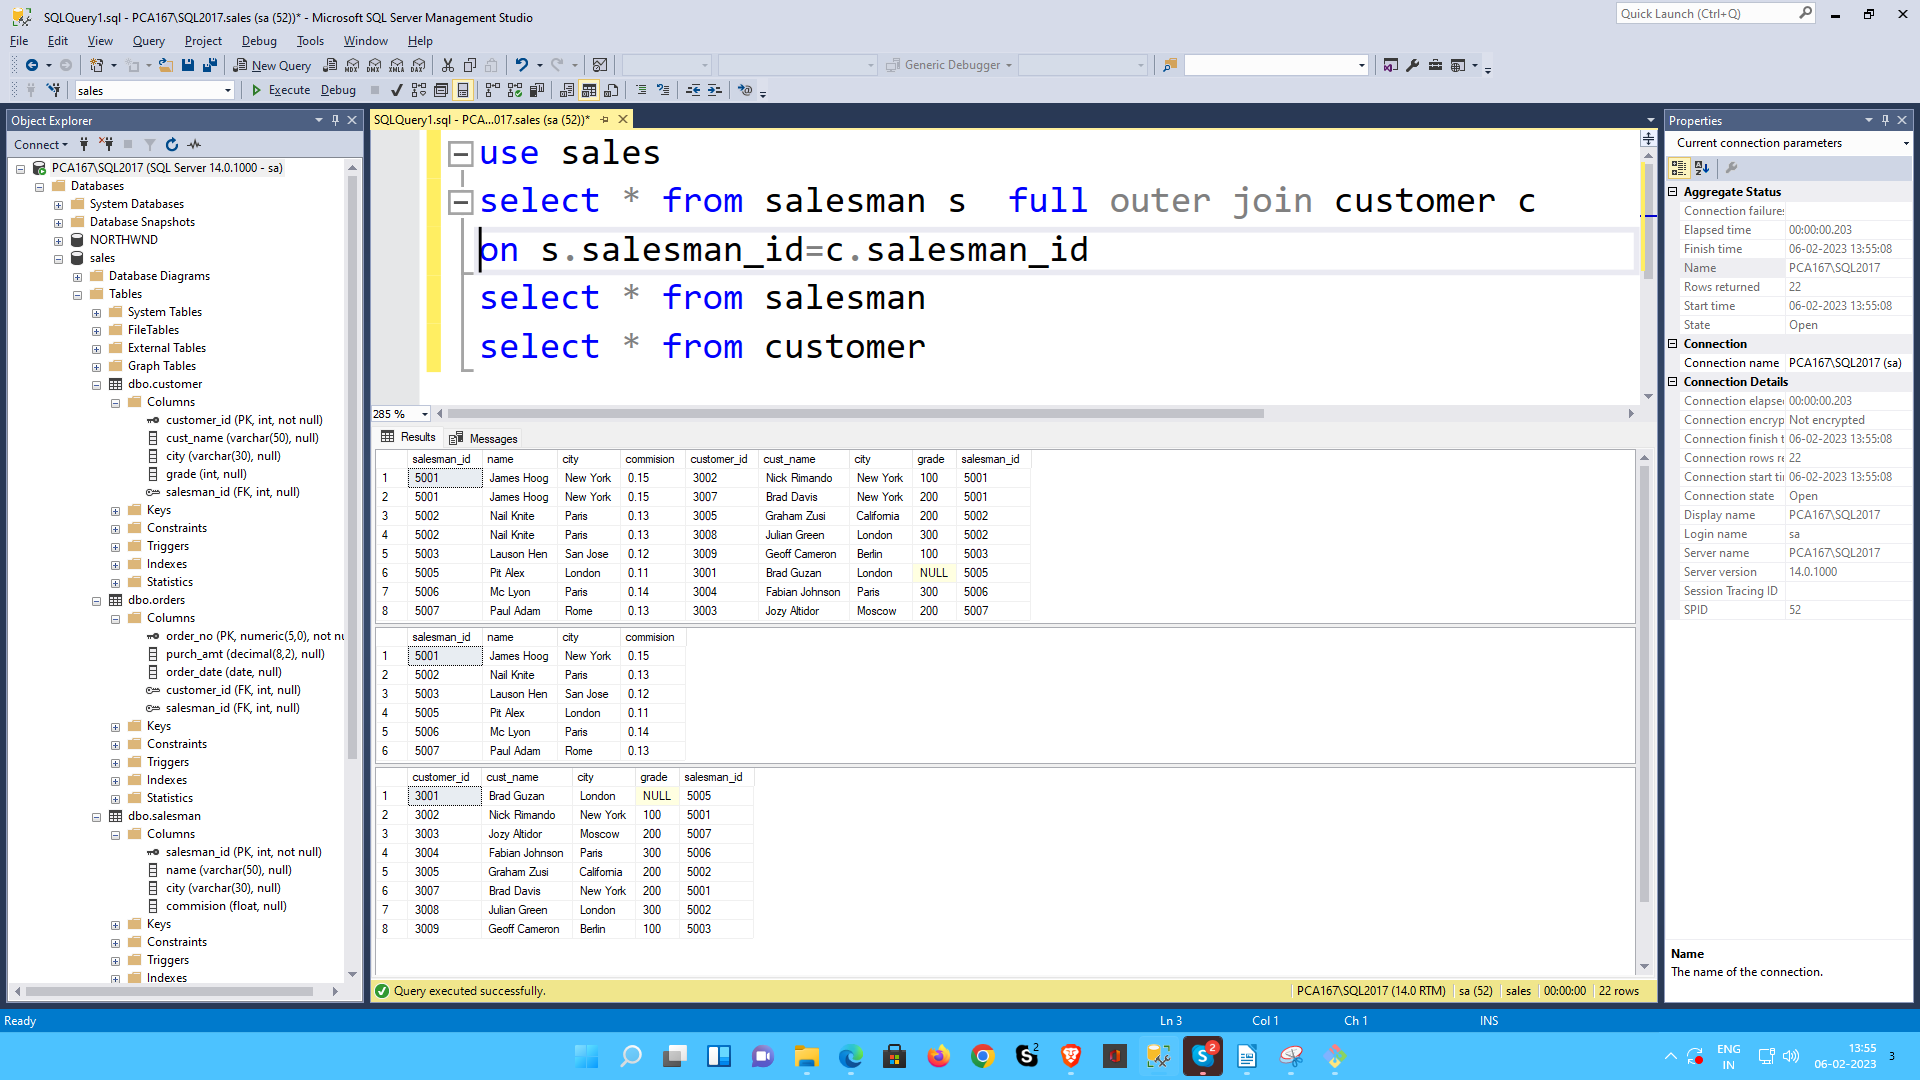 SQLQuery1.sql - PCA167\SQL2017.sales (sa (52))* - Microsoft SQL Server Management Studio
Quick Launch (Ctrl+Q)
File Edit View Query Project Debug Tools Window Help
New Query
MDX DMX XMLA DAX
Generic Debugger
sales
Execute Debug
Object Explorer
Connect
PCA167\SQL2017 (SQL Server 14.0.1000 - sa)
Databases
System Databases
Database Snapshots
NORTHWND
sales
Database Diagrams
Tables
System Tables
FileTables
External Tables
Graph Tables
dbo.customer
Columns
customer_id (PK, int, not null)
cust_name (varchar(50), null)
city (varchar(30), null)
grade (int, null)
salesman_id (FK, int, null)
Keys
Constraints
Triggers
Indexes
Statistics
dbo.orders
Columns
order_no (PK, numeric(5,0), not nu
purch_amt (decimal(8,2), null)
order_date (date, null)
customer_id (FK, int, null)
salesman_id (FK, int, null)
Keys
Constraints
Triggers
Indexes
Statistics
dbo.salesman
Columns
salesman_id (PK, int, not null)
name (varchar(50), null)
city (varchar(30), null)
commision (float, null)
Keys
Constraints
Triggers
Indexes
SQLQuery1.sql - PCA...017.sales (sa (52))*
use sales
select * from salesman s  full outer join customer c
on s.salesman_id=c.salesman_id
select * from salesman
select * from customer
285 %
Results Messages
salesman_id name city commision customer_id cust_name city grade salesman_id
1 5001 James Hoog New York 0.15 3002 Nick Rimando New York 100 5001
2 5001 James Hoog New York 0.15 3007 Brad Davis New York 200 5001
3 5002 Nail Knite Paris 0.13 3005 Graham Zusi California 200 5002
4 5002 Nail Knite Paris 0.13 3008 Julian Green London 300 5002
5 5003 Lauson Hen San Jose 0.12 3009 Geoff Cameron Berlin 100 5003
6 5005 Pit Alex London 0.11 3001 Brad Guzan London NULL 5005
7 5006 Mc Lyon Paris 0.14 3004 Fabian Johnson Paris 300 5006
8 5007 Paul Adam Rome 0.13 3003 Jozy Altidor Moscow 200 5007
salesman_id name city commision
1 5001 James Hoog New York 0.15
2 5002 Nail Knite Paris 0.13
3 5003 Lauson Hen San Jose 0.12
4 5005 Pit Alex London 0.11
5 5006 Mc Lyon Paris 0.14
6 5007 Paul Adam Rome 0.13
customer_id cust_name city grade salesman_id
1 3001 Brad Guzan London NULL 5005
2 3002 Nick Rimando New York 100 5001
3 3003 Jozy Altidor Moscow 200 5007
4 3004 Fabian Johnson Paris 300 5006
5 3005 Graham Zusi California 200 5002
6 3007 Brad Davis New York 200 5001
7 3008 Julian Green London 300 5002
8 3009 Geoff Cameron Berlin 100 5003
Query executed successfully.
PCA167\SQL2017 (14.0 RTM) sa (52) sales 00:00:00 22 rows
Properties
Current connection parameters
Aggregate Status
Connection failures
Elapsed time 00:00:00.203
Finish time 06-02-2023 13:55:08
Name PCA167\SQL2017
Rows returned 22
Start time 06-02-2023 13:55:08
State Open
Connection
Connection name PCA167\SQL2017 (sa)
Connection Details
Connection elapse 00:00:00.203
Connection encryp Not encrypted
Connection finish t 06-02-2023 13:55:08
Connection rows re 22
Connection start ti 06-02-2023 13:55:08
Connection state Open
Display name PCA167\SQL2017
Login name sa
Server name PCA167\SQL2017
Server version 14.0.1000
Session Tracing ID
SPID 52
Name
The name of the connection.
Ready Ln 3 Col 1 Ch 1 INS
ENG
IN
13:55
06-02-2023
3